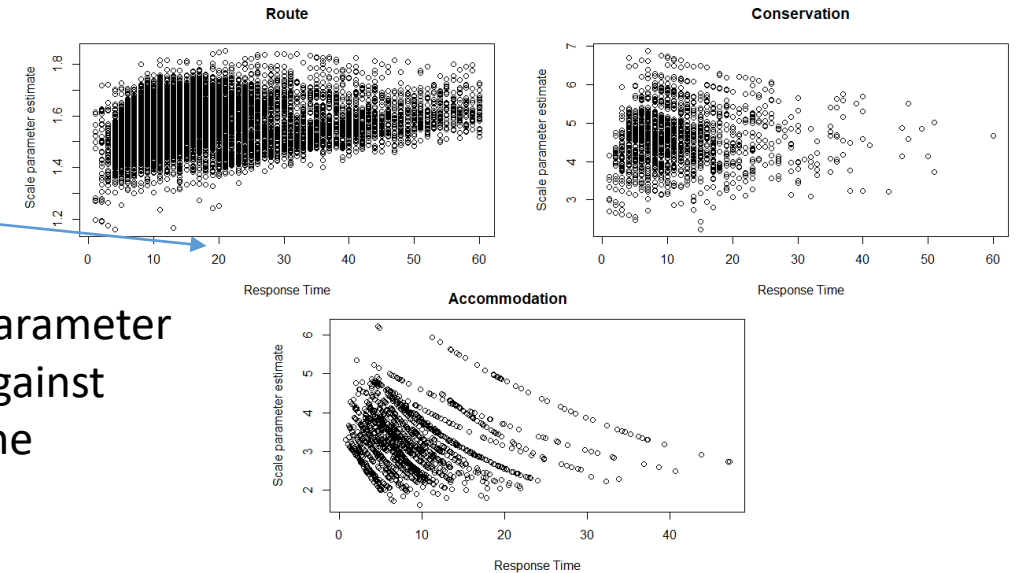 Route
Scale parameter estimate
1.8
1.6
1.4
1.2
0 10 20 30 40 50 60
Response Time
Conservation
Scale parameter estimate
7
6
5
4
3
0 10 20 30 40 50 60
Response Time
arameter
gainst
ne
Accommodation
Scale parameter estimate
6
5
4
3
2
0 10 20 30 40
Response Time